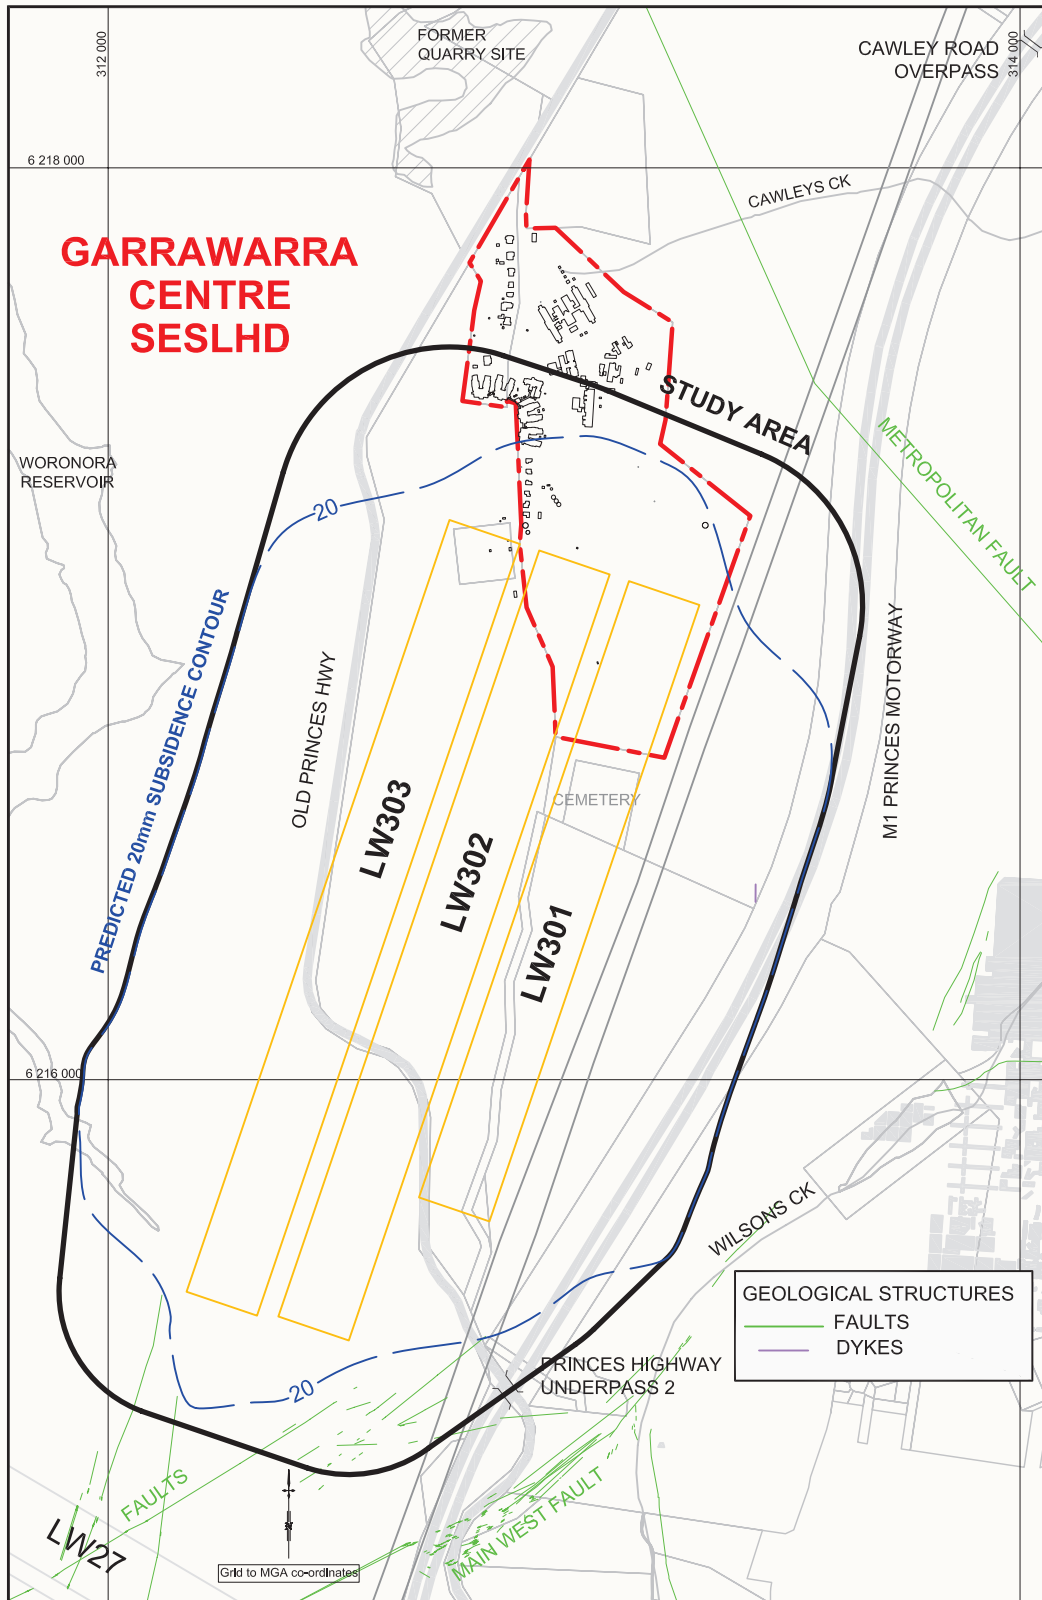 312 000
FORMER
QUARRY SITE
CAWLEY ROAD
OVERPASS
314 000
6 218 000
CAWLEYS CK
GARRAWARRA
CENTRE
SESLHD
STUDY AREA
METROPOLITAN FAULT
WORONORA
RESERVOIR
20
PREDICTED 20mm SUBSIDENCE CONTOUR
OLD PRINCES HWY
M1 PRINCES MOTORWAY
LW303
CEMETERY
LW302
LW301
6 216 000
WILSONS CK
GEOLOGICAL STRUCTURES
FAULTS
DYKES
PRINCES HIGHWAY
UNDERPASS 2
20
FAULTS
MAIN WEST FAULT
LW27
N
Grid to MGA co-ordinates